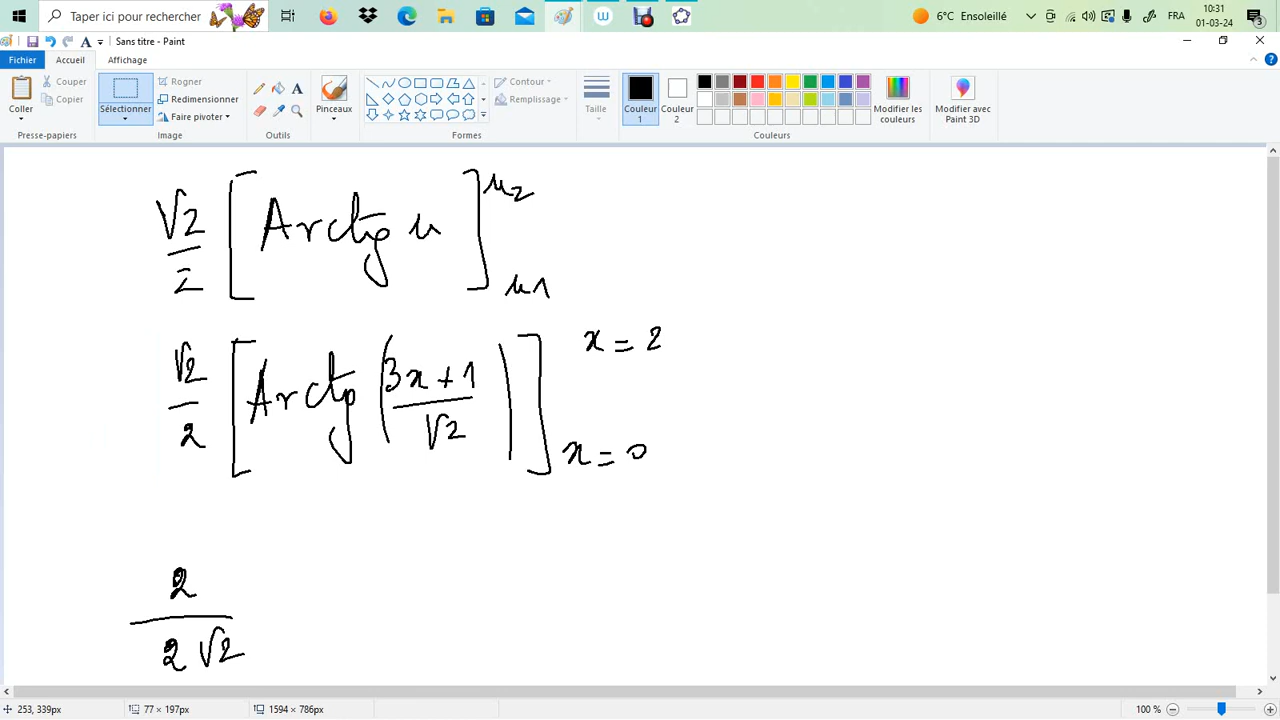 Taper ici pour rechercher
6°C Ensoleillé
FRA
10:31
01-03-24
3
Sans titre - Paint
Fichier
Accueil
Affichage
Coller
Couper
Copier
Presse-papiers
Sélectionner
Rogner
Redimensionner
Faire pivoter
Image
Outils
Pinceaux
Contour
Remplissage
Formes
Taille
Couleur 1
Couleur 2
Modifier les couleurs
Modifier avec Paint 3D
Couleurs
√2/2 [Arctg u]u2 u1
√2/2 [Arctg (3x+1/√2)] x=2 x=0
2
2√2
253, 339px
77 × 197px
1594 × 786px
100 %